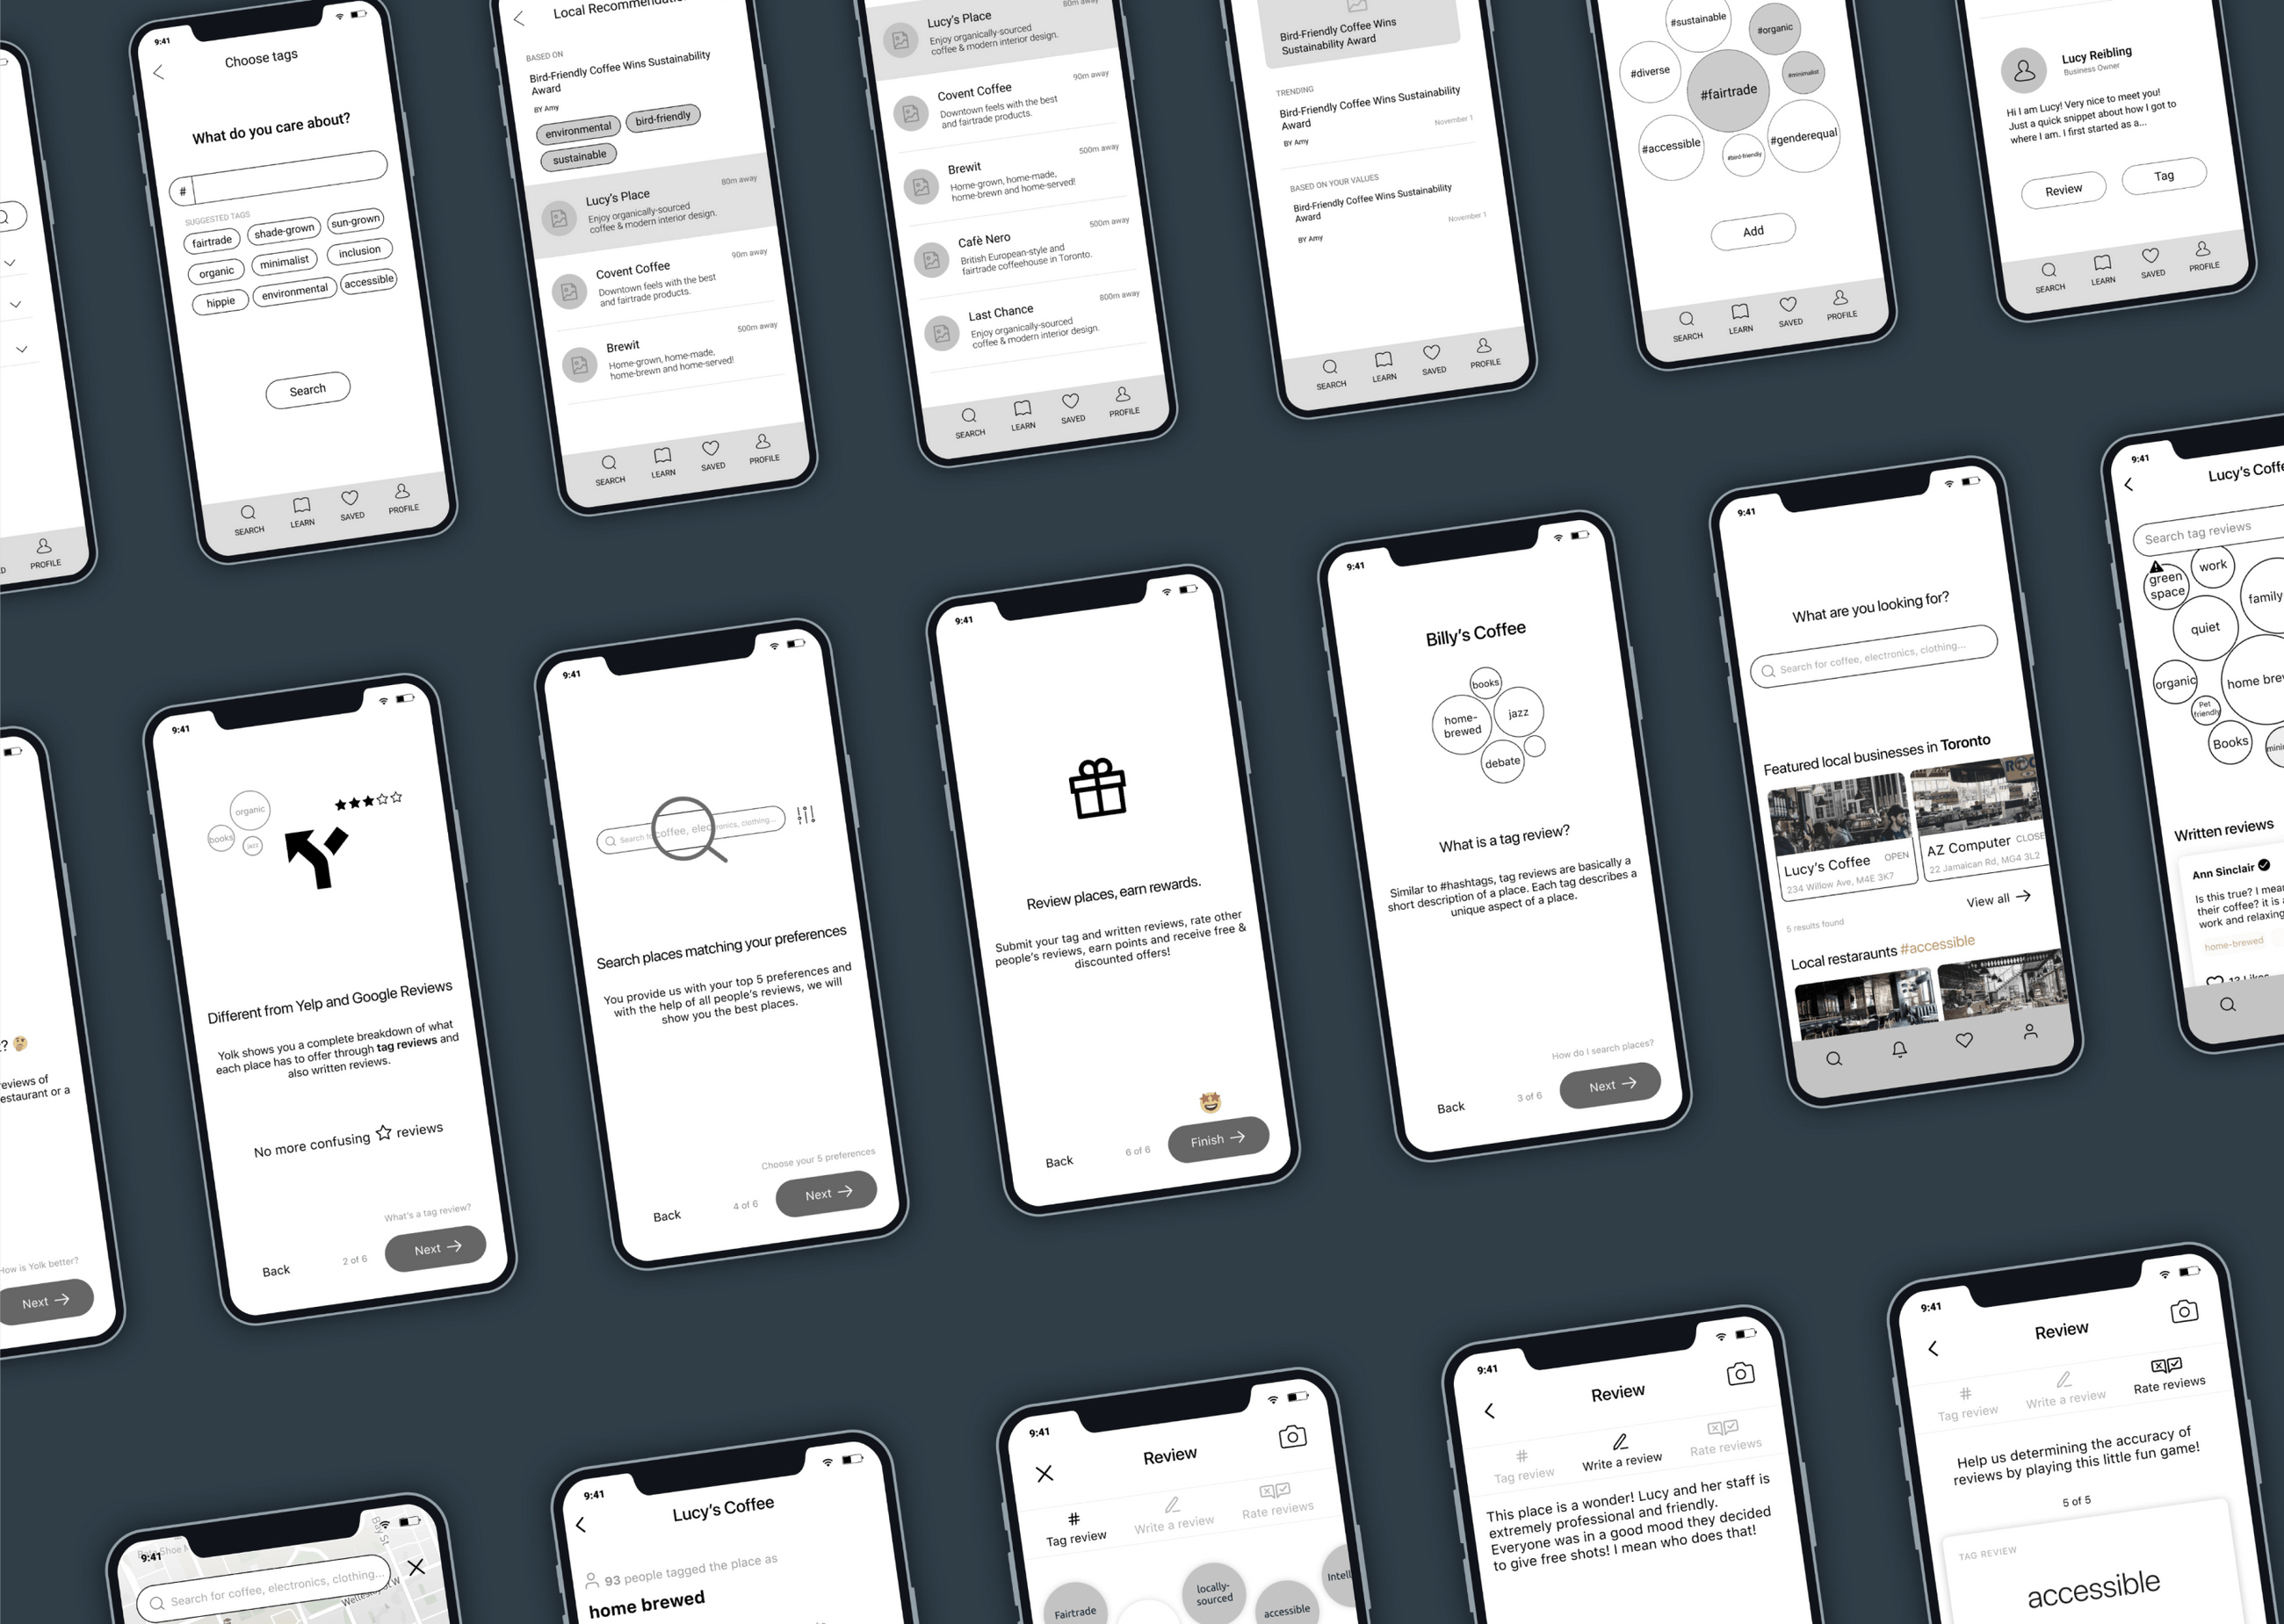 9:41
Choose tags
What do you care about?
#
SUGGESTED TAGS
fairtrade
shade-grown
sun-grown
organic
minimalist
inclusion
hippie
environmental
accessible
Search
SEARCH
LEARN
SAVED
PROFILE
PROFILE
BASED ON
Bird-Friendly Coffee Wins Sustainability
Award
BY Amy
environmental
bird-friendly
sustainable
Lucy's Place
80m away
Enjoy organically-sourced
coffee & modern interior design.
Covent Coffee
90m away
Downtown feels with the best
and fairtrade products.
Brewit
500m away
Home-grown, home-made,
home-brewn and home-served!
SEARCH
LEARN
SAVED
PROFILE
Lucy's Place
80m away
Enjoy organically-sourced
coffee & modern interior design.
Covent Coffee
90m away
Downtown feels with the best
and fairtrade products.
Brewit
500m away
Home-grown, home-made,
home-brewn and home-served!
Cafè Nero
500m away
British European-style and
fairtrade coffeehouse in Toronto.
Last Chance
800m away
Enjoy organically-sourced
coffee & modern interior design.
SEARCH
LEARN
SAVED
PROFILE
Bird-Friendly Coffee Wins
Sustainability Award
TRENDING
Bird-Friendly Coffee Wins Sustainability
Award
November 1
BY Amy
BASED ON YOUR VALUES
Bird-Friendly Coffee Wins Sustainability
Award
November 1
BY Amy
SEARCH
LEARN
SAVED
PROFILE
#sustainable
#organic
#diverse
#fairtrade
#minimalist
#accessible
#bird-friendly
#genderequal
Add
SEARCH
LEARN
SAVED
PROFILE
Lucy Reibling
Business Owner
Hi I am Lucy! Very nice to meet you!
Just a quick snippet about how I got to
where I am. I first started as a...
Review
Tag
SEARCH
LEARN
SAVED
PROFILE
reviews of
restaurant or a
How is Yolk better?
Next
9:41
organic
books
jazz
Different from Yelp and Google Reviews
Yolk shows you a complete breakdown of what
each place has to offer through tag reviews and
also written reviews.
No more confusing ☆ reviews
What's a tag review?
Back
2 of 6
Next
9:41
Search for coffee, electronics, clothing...
Search places matching your preferences
You provide us with your top 5 preferences and
with the help of all people's reviews, we will
show you the best places.
Choose your 5 preferences
Back
4 of 6
Next
9:41
Review places, earn rewards.
Submit your tag and written reviews, rate other
people's reviews, earn points and receive free &
discounted offers!
Back
6 of 6
Finish
9:41
Billy's Coffee
books
home-
brewed
jazz
debate
What is a tag review?
Similar to #hashtags, tag reviews are basically a
short description of a place. Each tag describes a
unique aspect of a place.
How do I search places?
Back
3 of 6
Next
9:41
What are you looking for?
Search for coffee, electronics, clothing...
Featured local businesses in Toronto
Lucy's Coffee
OPEN
234 Willow Ave, M4E 3K7
AZ Computer
22 Jamaican Rd, MG4 3L2
View all
5 results found
Local restaraunts #accessible
9:41
Lucy's
Search tag reviews
green
space
work
family
quiet
organic
home
Pet
friendly
Books
Written reviews
Ann Sinclair
Is this true? I
their coffee? it is
work and relaxing
home-brewed
9:41
Search for coffee, electronics, clothing...
9:41
Lucy's Coffee
93 people tagged the place as
home brewed
9:41
Review
#
Tag review
Write a review
Rate reviews
Fairtrade
locally-
sourced
accessible
9:41
Review
#
Tag review
Write a review
Rate reviews
This place is a wonder! Lucy and her staff is
extremely professional and friendly.
Everyone was in a good mood they decided
to give free shots! I mean who does that!
9:41
Review
#
Tag review
Write a review
Rate reviews
Help us determining the accuracy of
reviews by playing this little fun game!
5 of 5
TAG REVIEW
accessible